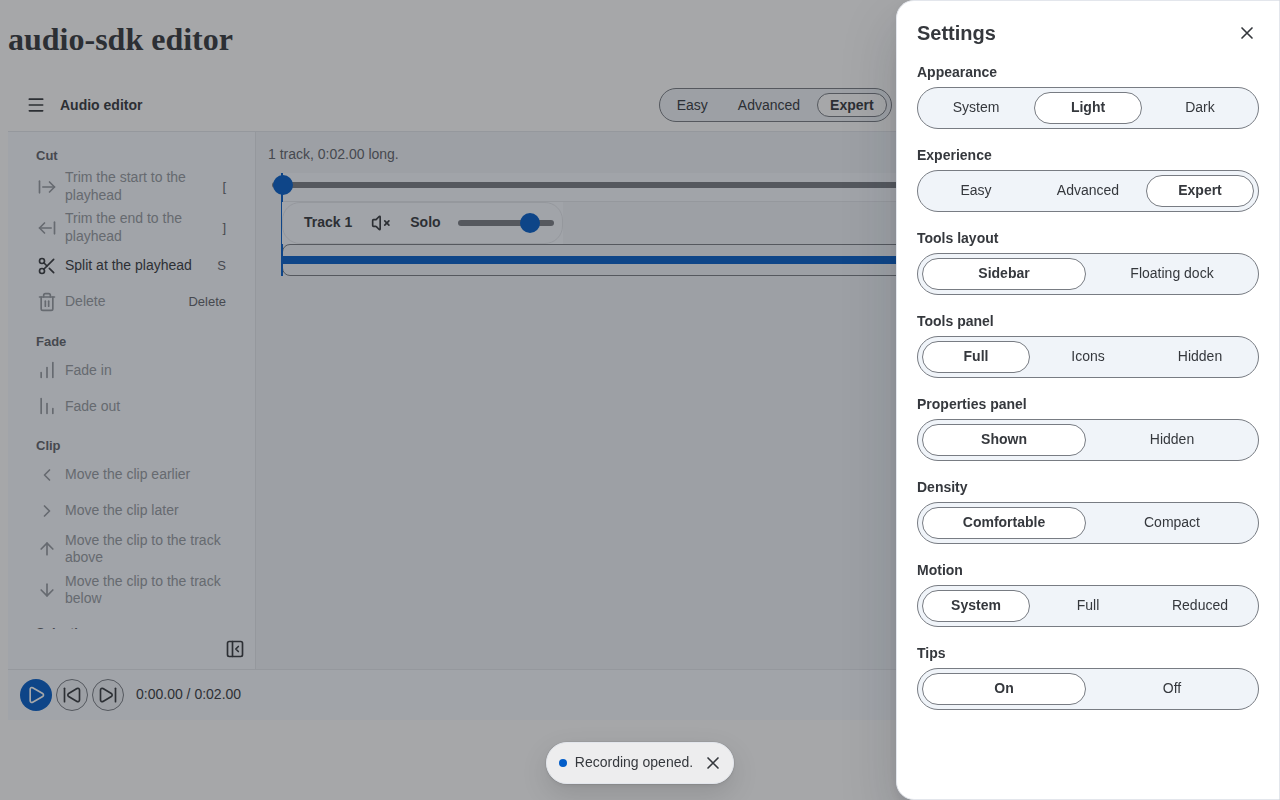 audio-sdk editor
Audio editor
Easy
Advanced
Expert
Cut
Trim the start to the
playhead
[
Trim the end to the
playhead
]
Split at the playhead
S
Delete
Delete
Fade
Fade in
Fade out
Clip
Move the clip earlier
Move the clip later
Move the clip to the track
above
Move the clip to the track
below
1 track, 0:02.00 long.
Track 1
Solo
0:00.00 / 0:02.00
Recording opened.
Settings
Appearance
System
Light
Dark
Experience
Easy
Advanced
Expert
Tools layout
Sidebar
Floating dock
Tools panel
Full
Icons
Hidden
Properties panel
Shown
Hidden
Density
Comfortable
Compact
Motion
System
Full
Reduced
Tips
On
Off